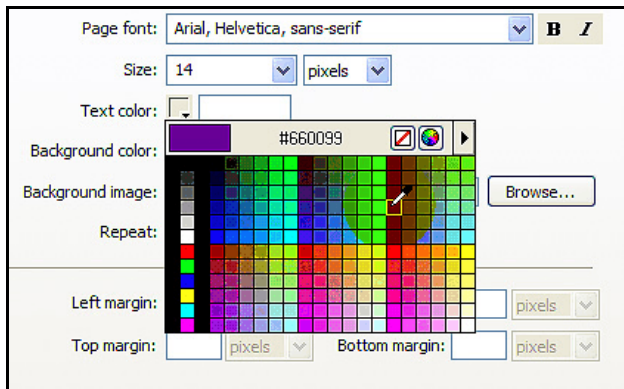 Page font: Arial, Helvetica, sans-serif B I
Size: 14 pixels
Text color:
#660099
Background color:
Background image: Browse...
Repeat:
Left margin: pixels
Top margin: pixels Bottom margin: pixels